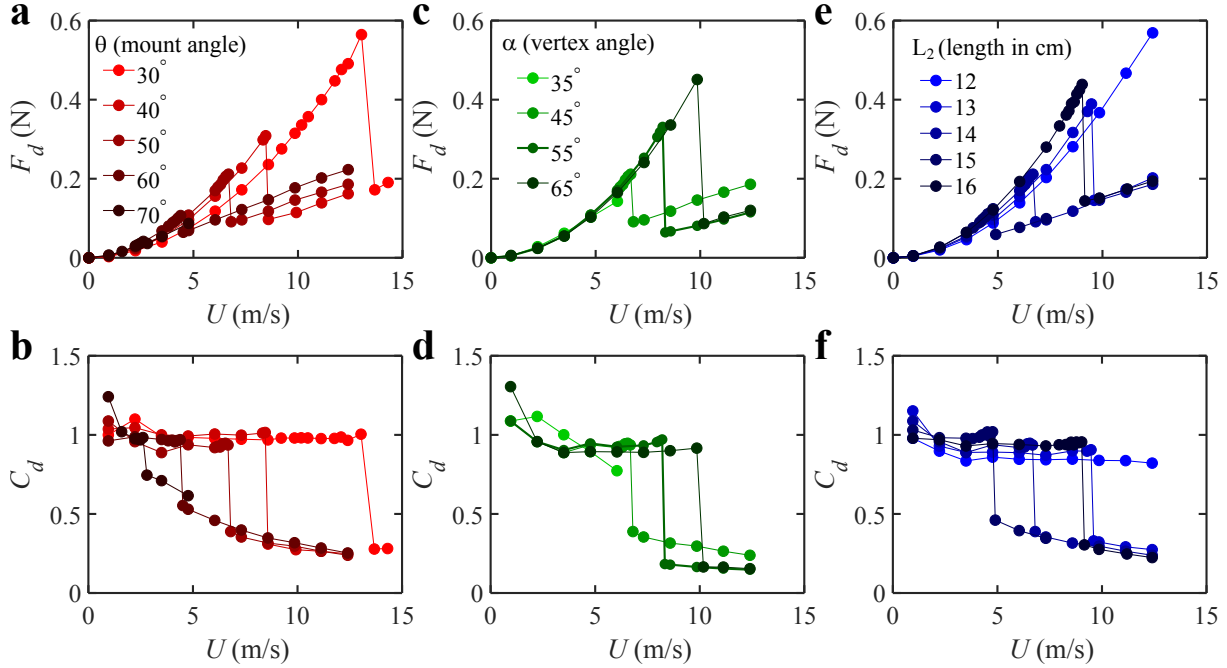 a
0.6
0.4
0.2
0
F_d (N)
θ (mount angle)
30°
40°
50°
60°
70°
0
5
10
15
U (m/s)
c
0.6
0.4
0.2
0
F_d (N)
α (vertex angle)
35°
45°
55°
65°
0
5
10
15
U (m/s)
e
0.6
0.4
0.2
0
F_d (N)
L₂ (length in cm)
12
13
14
15
16
0
5
10
15
U (m/s)
b
1.5
1
0.5
0
C_d
0
5
10
15
U (m/s)
d
1.5
1
0.5
0
C_d
0
5
10
15
U (m/s)
f
1.5
1
0.5
0
C_d
0
5
10
15
U (m/s)